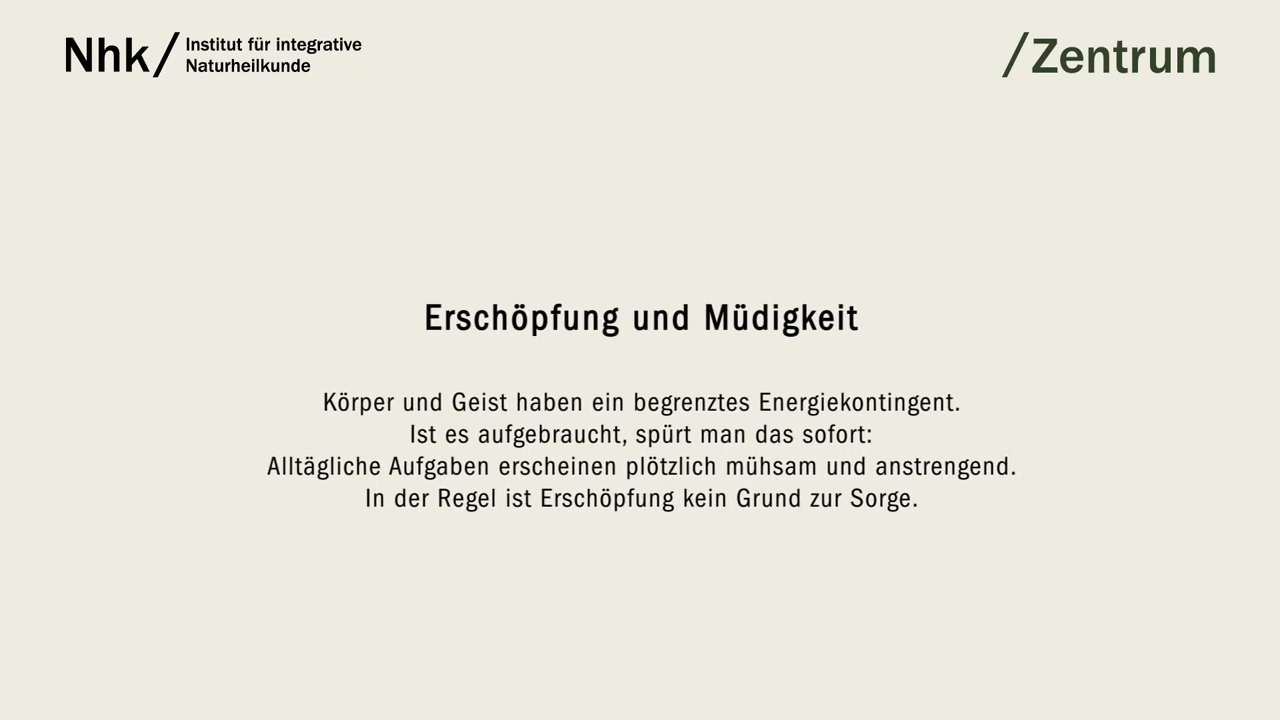 Nhk/ Institut für integrative
Naturheilkunde
/Zentrum
Erschöpfung und Müdigkeit
Körper und Geist haben ein begrenztes Energiekontingent.
Ist es aufgebraucht, spürt man das sofort:
Alltägliche Aufgaben erscheinen plötzlich mühsam und anstrengend.
In der Regel ist Erschöpfung kein Grund zur Sorge.